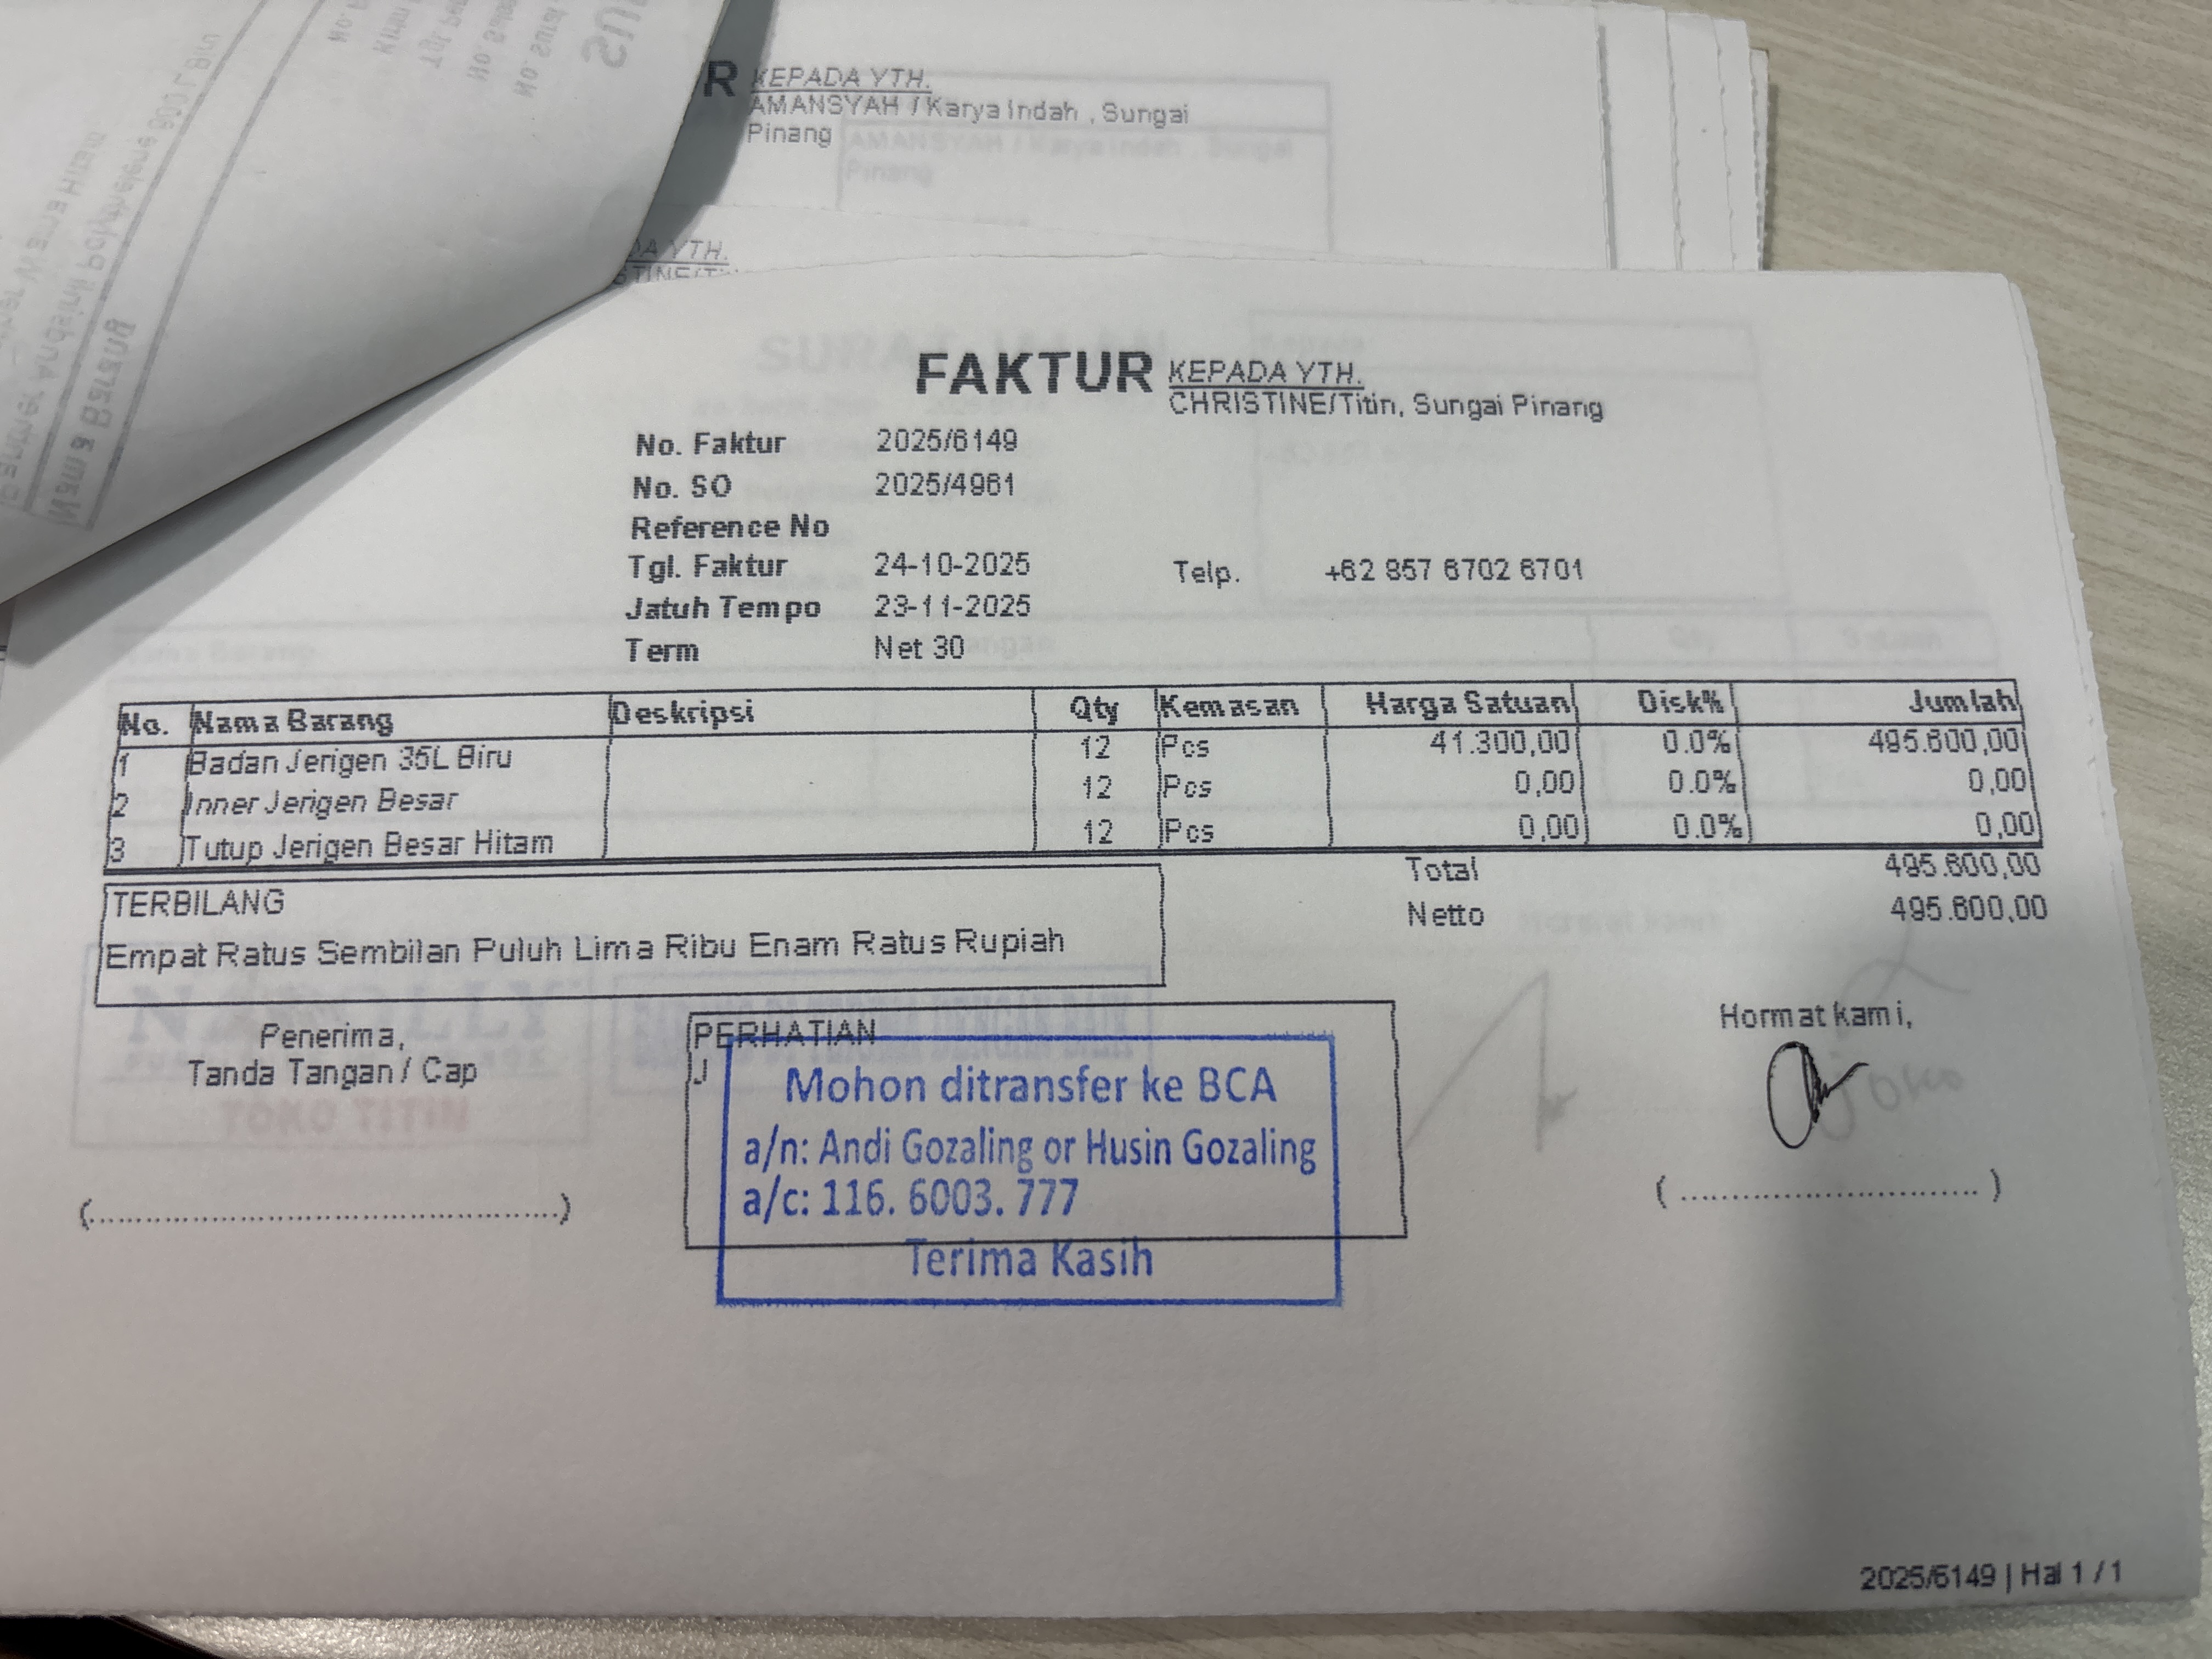 KEPADA YTH.
AMANSYAH / Karya Indah , Sungai
Pinang
FAKTUR
KEPADA YTH.
CHRISTINE/Titin, Sungai Pinang
No. Faktur 2025/6149
No. SO 2025/4961
Reference No
Tgl. Faktur 24-10-2025
Telp. +62 857 6702 6701
Jatuh Tempo 23-11-2025
Term Net 30
No. Nama Barang Deskripsi Qty Kemasan Harga Satuan Disk% Jumlah
1 Badan Jerigen 35L Biru 12 Pcs 41.300,00 0.0% 495.600,00
2 Inner Jerigen Besar 12 Pcs 0,00 0.0% 0,00
3 Tutup Jerigen Besar Hitam 12 Pcs 0,00 0.0% 0,00
Total 495.600,00
Netto 495.600,00
TERBILANG
Empat Ratus Sembilan Puluh Lima Ribu Enam Ratus Rupiah
Penerima,
Tanda Tangan / Cap
TOKO TITIN
(....................................................)
PERHATIAN
J
Mohon ditransfer ke BCA
a/n: Andi Gozaling or Husin Gozaling
a/c: 116. 6003. 777
Terima Kasih
Hormat kami,
(................................)
2025/6149 | Hal 1 / 1